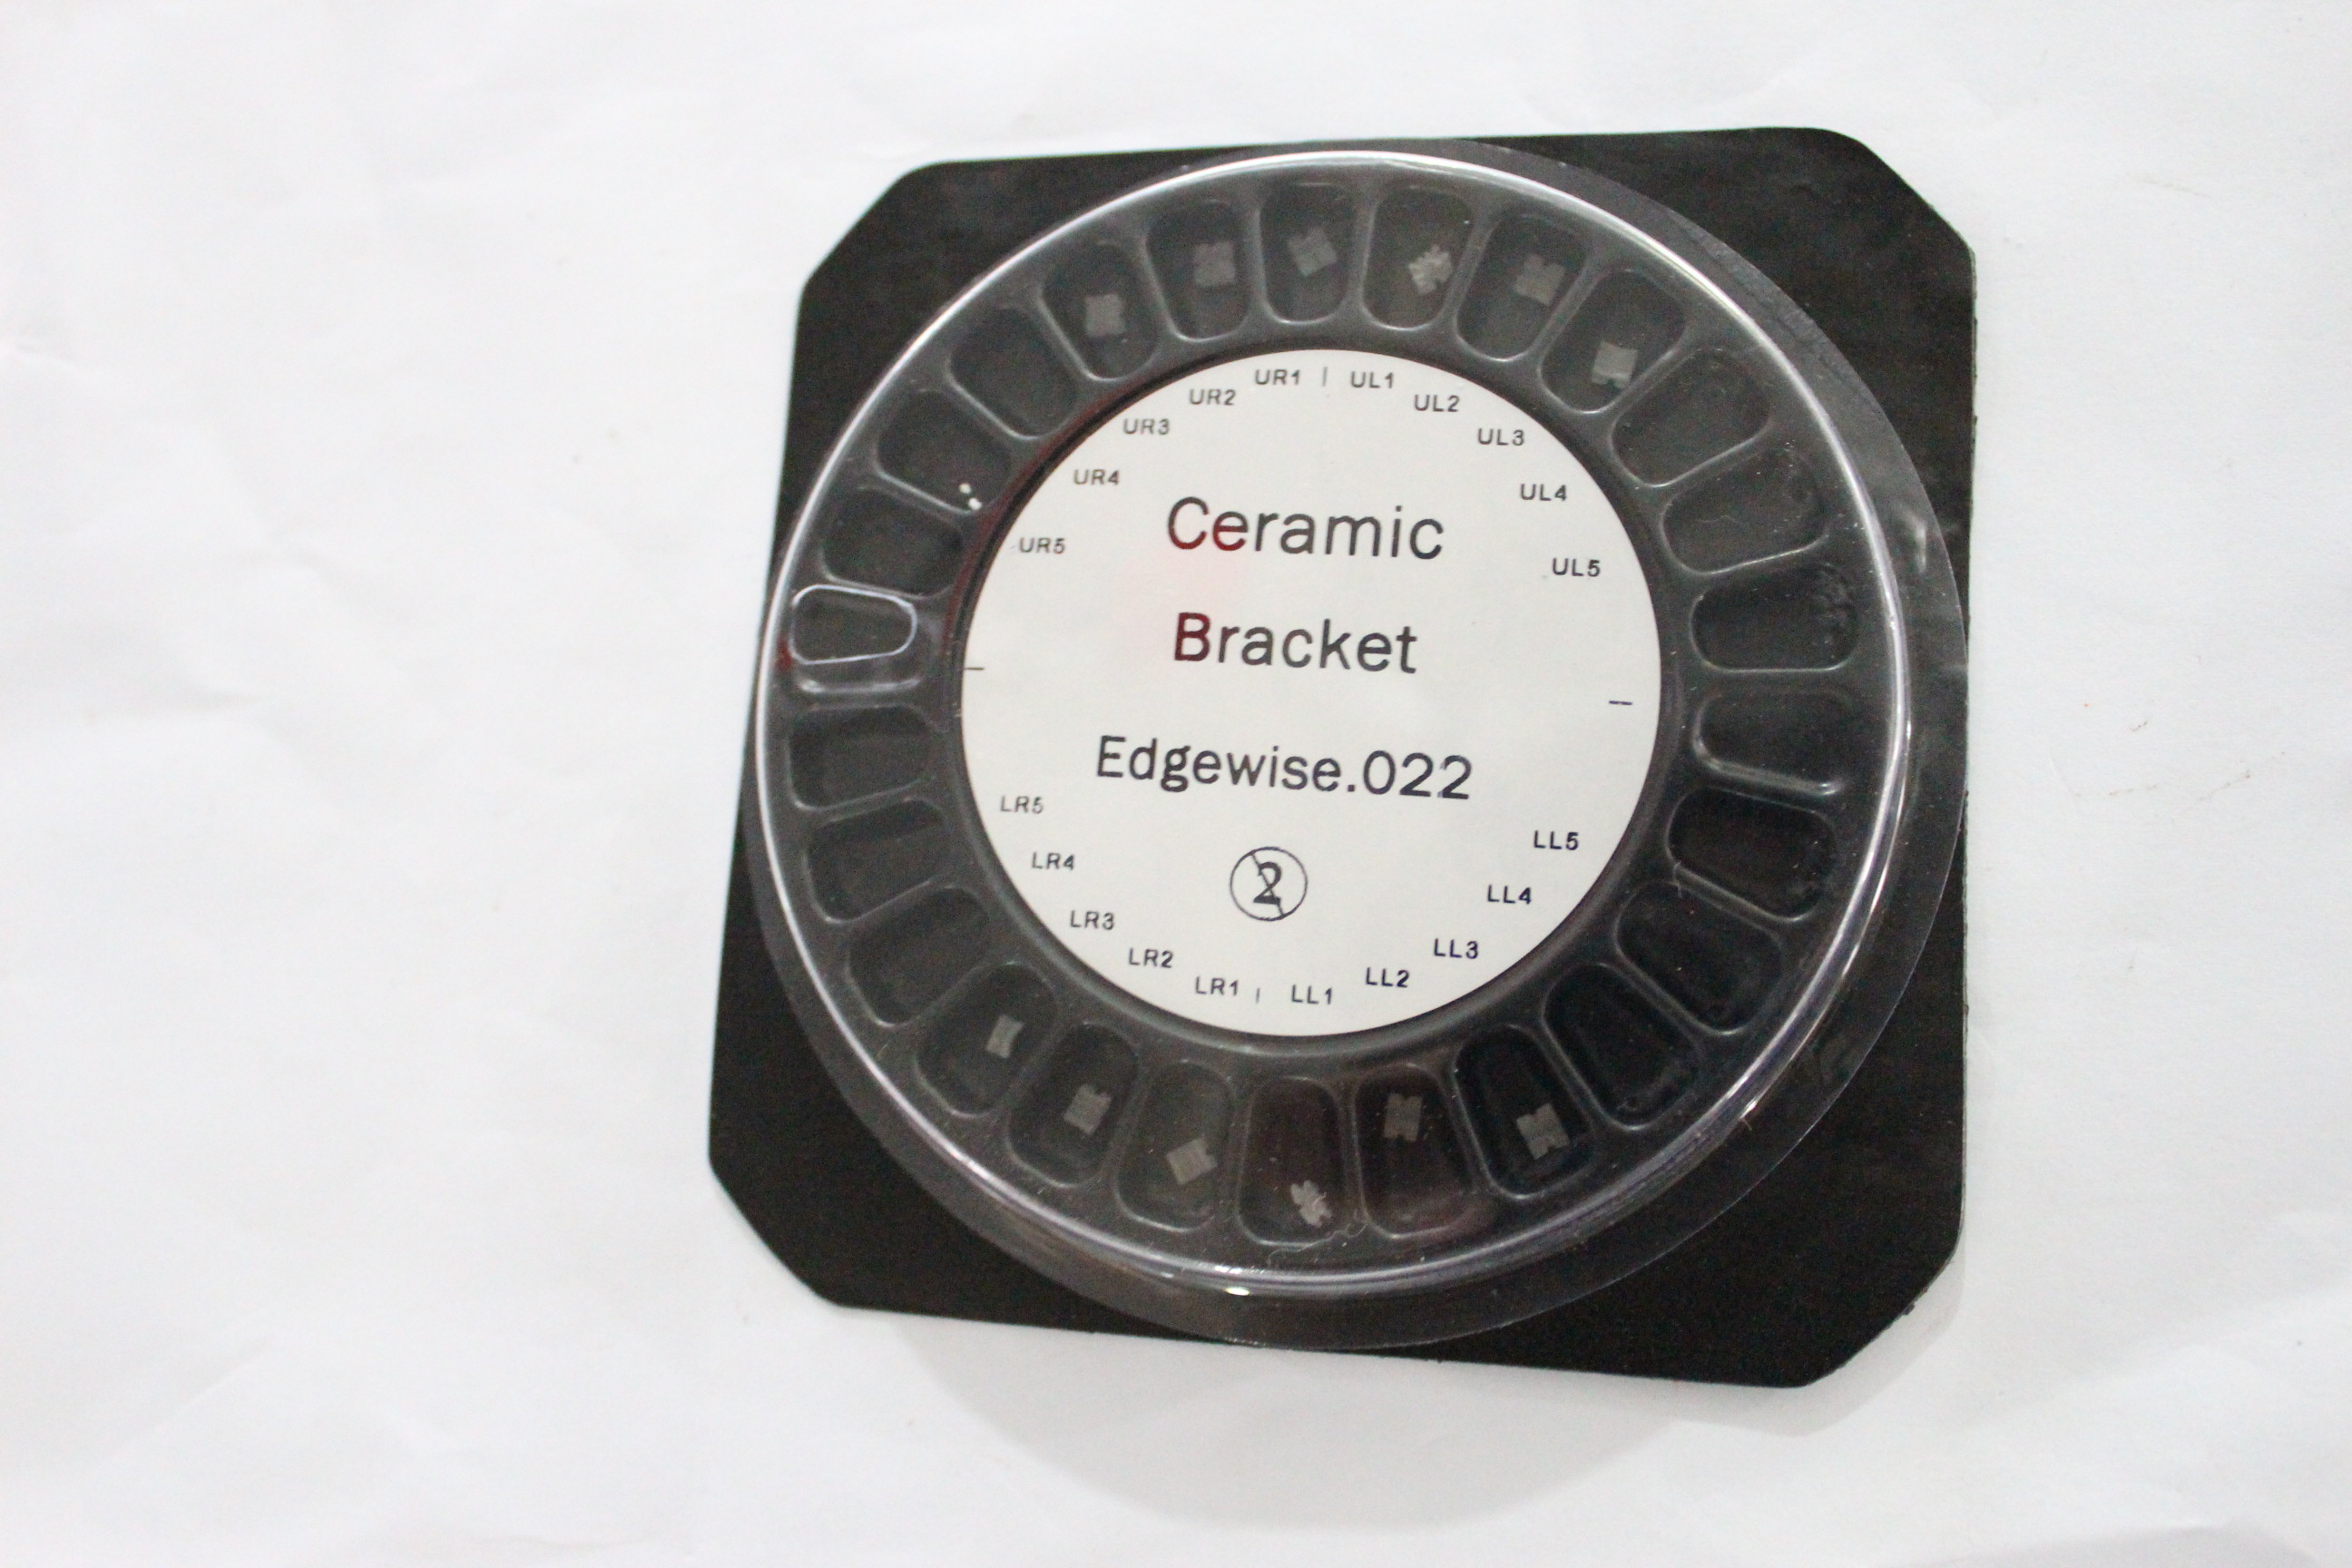 UR1 | UL1
UR2 UL2
UR3 UL3
UR4 UL4
UR5 UL5
Ceramic
Bracket
Edgewise.022
LR5 LL5
LR4 LL4
2
LR3 LL3
LR2 LL2
LR1 | LL1